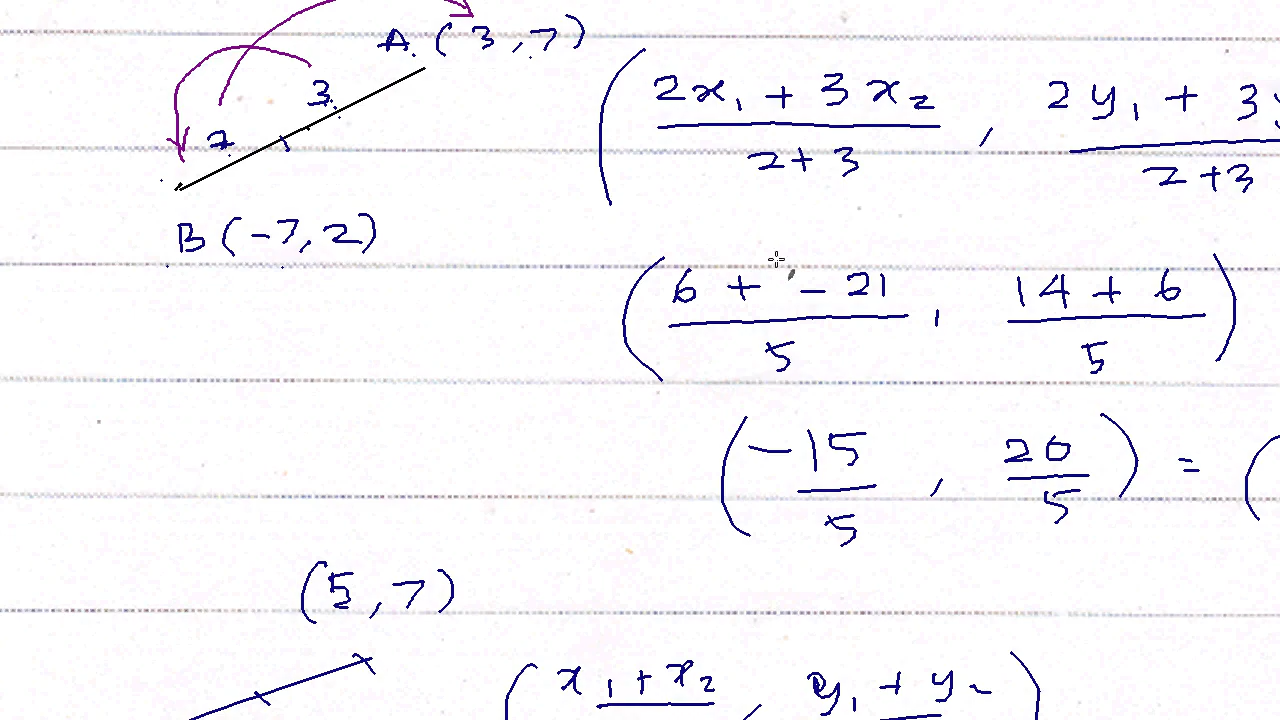 A (3,7)
3
2
B (-7,2)
( 2x₁ + 3x₂ / 2+3 , 2y₁ + 3y / 2+3
( 6 + -21 / 5 , 14 + 6 / 5 )
( -15 / 5 , 20 / 5 ) = (
(5,7)
( x₁ + x₂ , y₁ + y₂ )